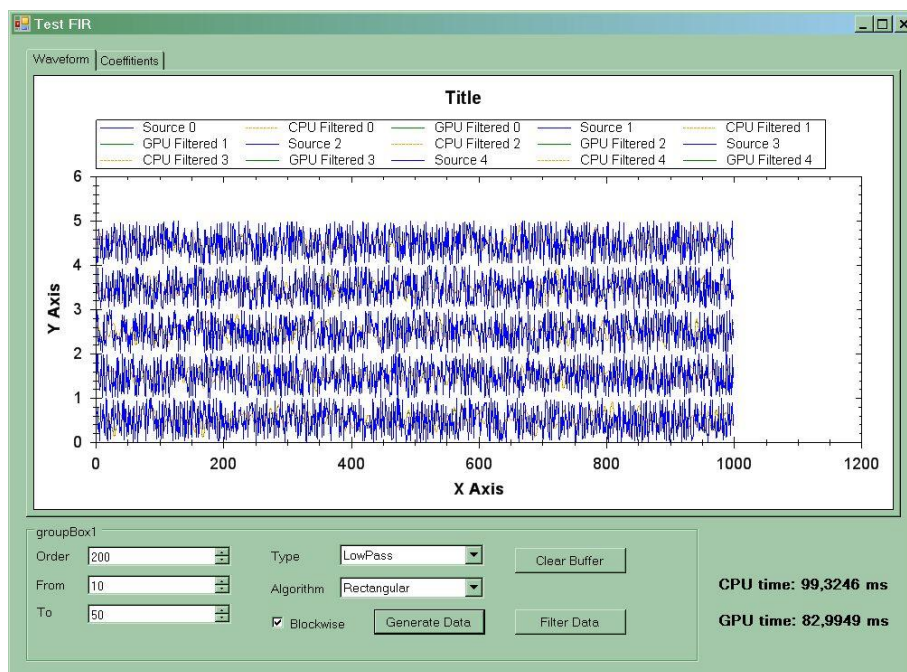 Test FIR
Waveform Coeffitients
Title
Source 0 CPU Filtered 0 GPU Filtered 0 Source 1 CPU Filtered 1
GPU Filtered 1 Source 2 CPU Filtered 2 GPU Filtered 2 Source 3
CPU Filtered 3 GPU Filtered 3 Source 4 CPU Filtered 4 GPU Filtered 4
6
5
4
3
2
1
0
Y Axis
0 200 400 600 800 1000 1200
X Axis
groupBox1
Order 200 Type LowPass Clear Buffer
From 10 Algorithm Rectangular CPU time: 99,3246 ms
To 50 Blockwise Generate Data Filter Data GPU time: 82,9949 ms